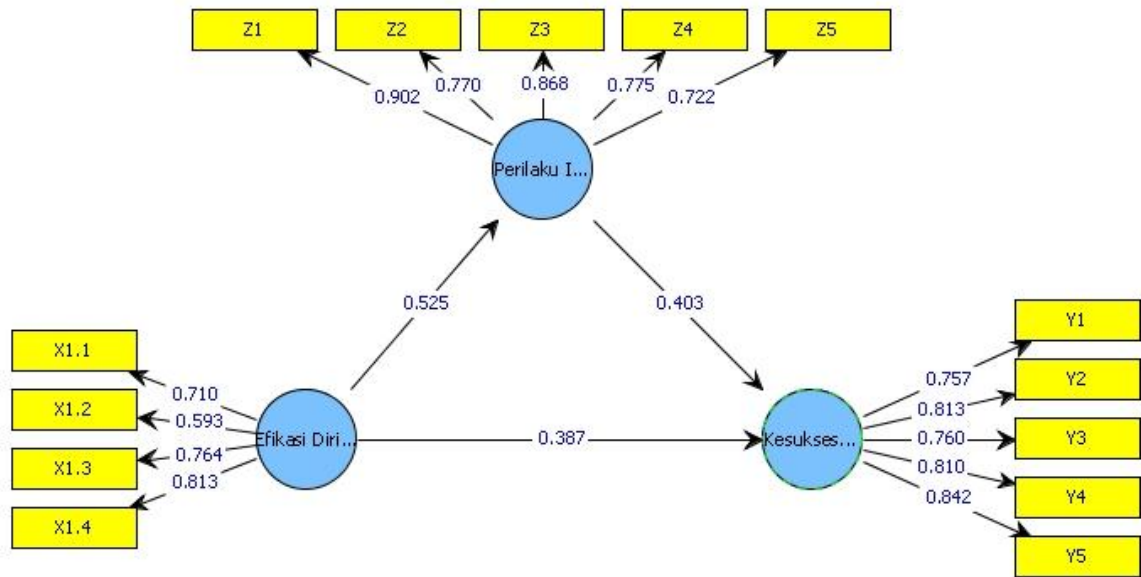 Z1
Z2
Z3
Z4
Z5
0.902
0.770
0.868
0.775
0.722
Perilaku I...
0.525
0.403
X1.1
X1.2
X1.3
X1.4
0.710
0.593
0.764
0.813
Efikasi Diri...
0.387
Kesukses...
0.757
0.813
0.760
0.810
0.842
Y1
Y2
Y3
Y4
Y5